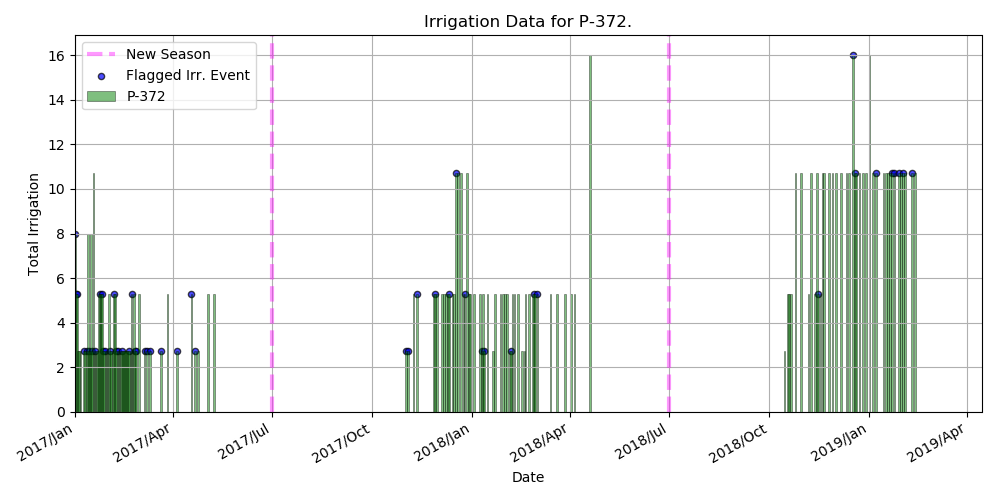 Irrigation Data for P-372.
New Season
Flagged Irr. Event
P-372
Total Irrigation
16
14
12
10
8
6
4
2
0
2017/Jan
2017/Apr
2017/Jul
2017/Oct
2018/Jan
2018/Apr
2018/Jul
2018/Oct
2019/Jan
2019/Apr
Date